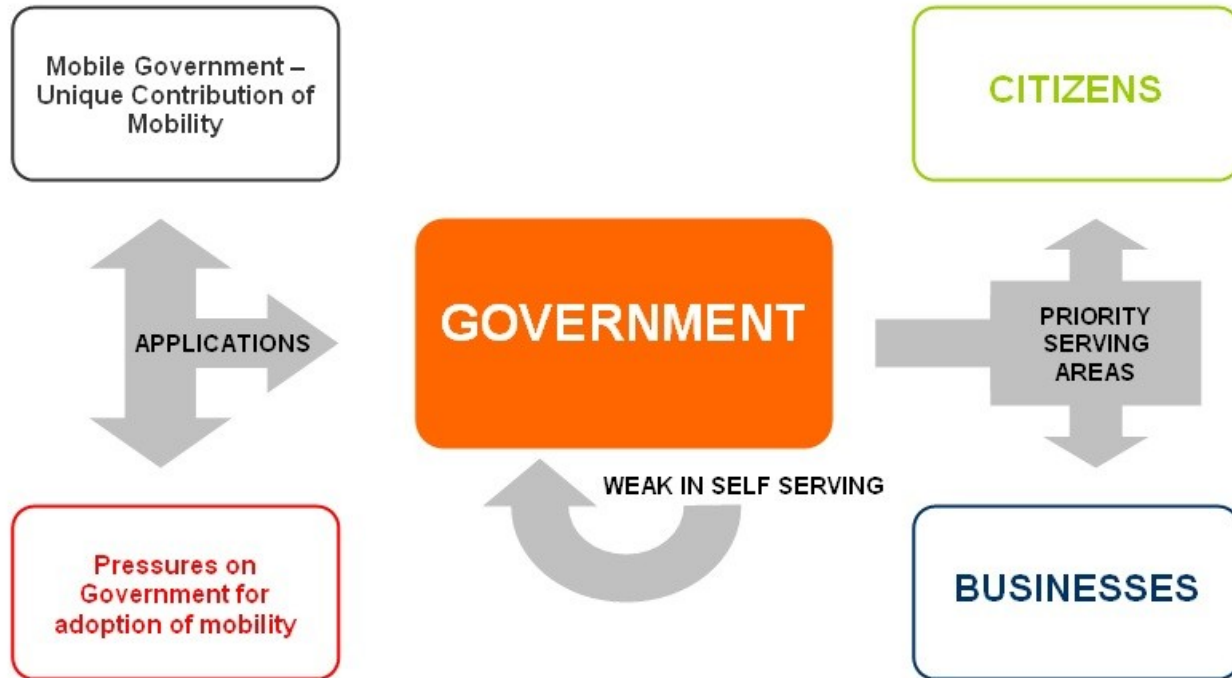 Mobile Government –
Unique Contribution of
Mobility
CITIZENS
APPLICATIONS
GOVERNMENT
PRIORITY
SERVING
AREAS
WEAK IN SELF SERVING
Pressures on
Government for
adoption of mobility
BUSINESSES